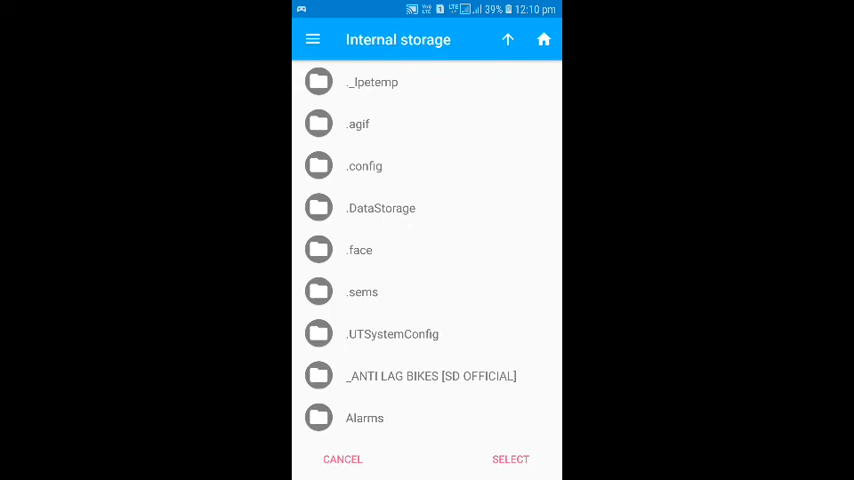 39% 12:10 pm
Internal storage
._lpetemp
.agif
.config
.DataStorage
.face
.sems
.UTSystemConfig
_ANTI LAG BIKES [SD OFFICIAL]
Alarms
CANCEL SELECT